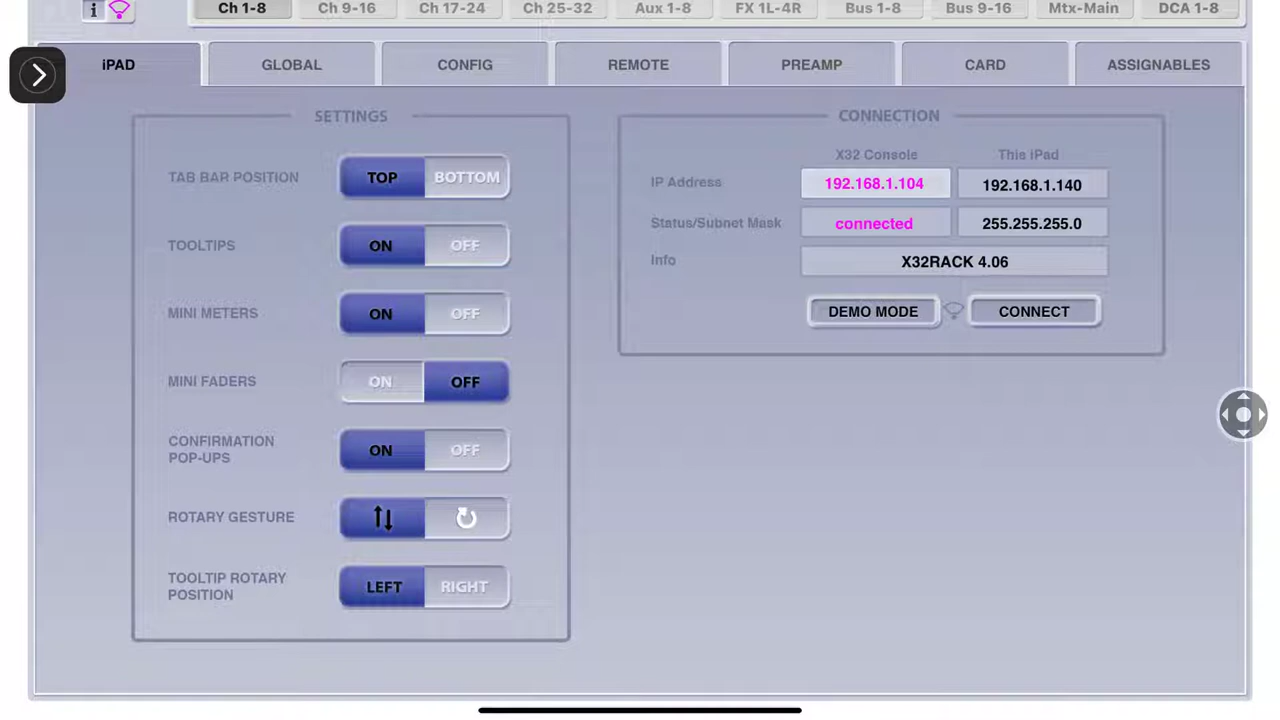 i
Ch 1-8 Ch 9-16 Ch 17-24 Ch 25-32 Aux 1-8 FX 1L-4R Bus 1-8 Bus 9-16 Mtx-Main DCA 1-8
iPAD GLOBAL CONFIG REMOTE PREAMP CARD ASSIGNABLES
SETTINGS
TAB BAR POSITION TOP BOTTOM
TOOLTIPS ON OFF
MINI METERS ON OFF
MINI FADERS ON OFF
CONFIRMATION
POP-UPS ON OFF
ROTARY GESTURE
TOOLTIP ROTARY
POSITION LEFT RIGHT
CONNECTION
X32 Console This iPad
IP Address 192.168.1.104 192.168.1.140
Status/Subnet Mask connected 255.255.255.0
Info X32RACK 4.06
DEMO MODE CONNECT